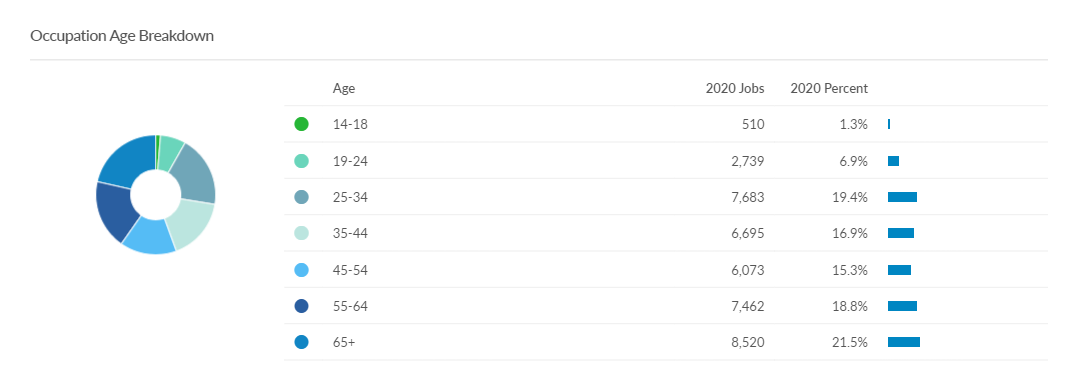 Occupation Age Breakdown
Age 2020 Jobs 2020 Percent
14-18 510 1.3%
19-24 2,739 6.9%
25-34 7,683 19.4%
35-44 6,695 16.9%
45-54 6,073 15.3%
55-64 7,462 18.8%
65+ 8,520 21.5%